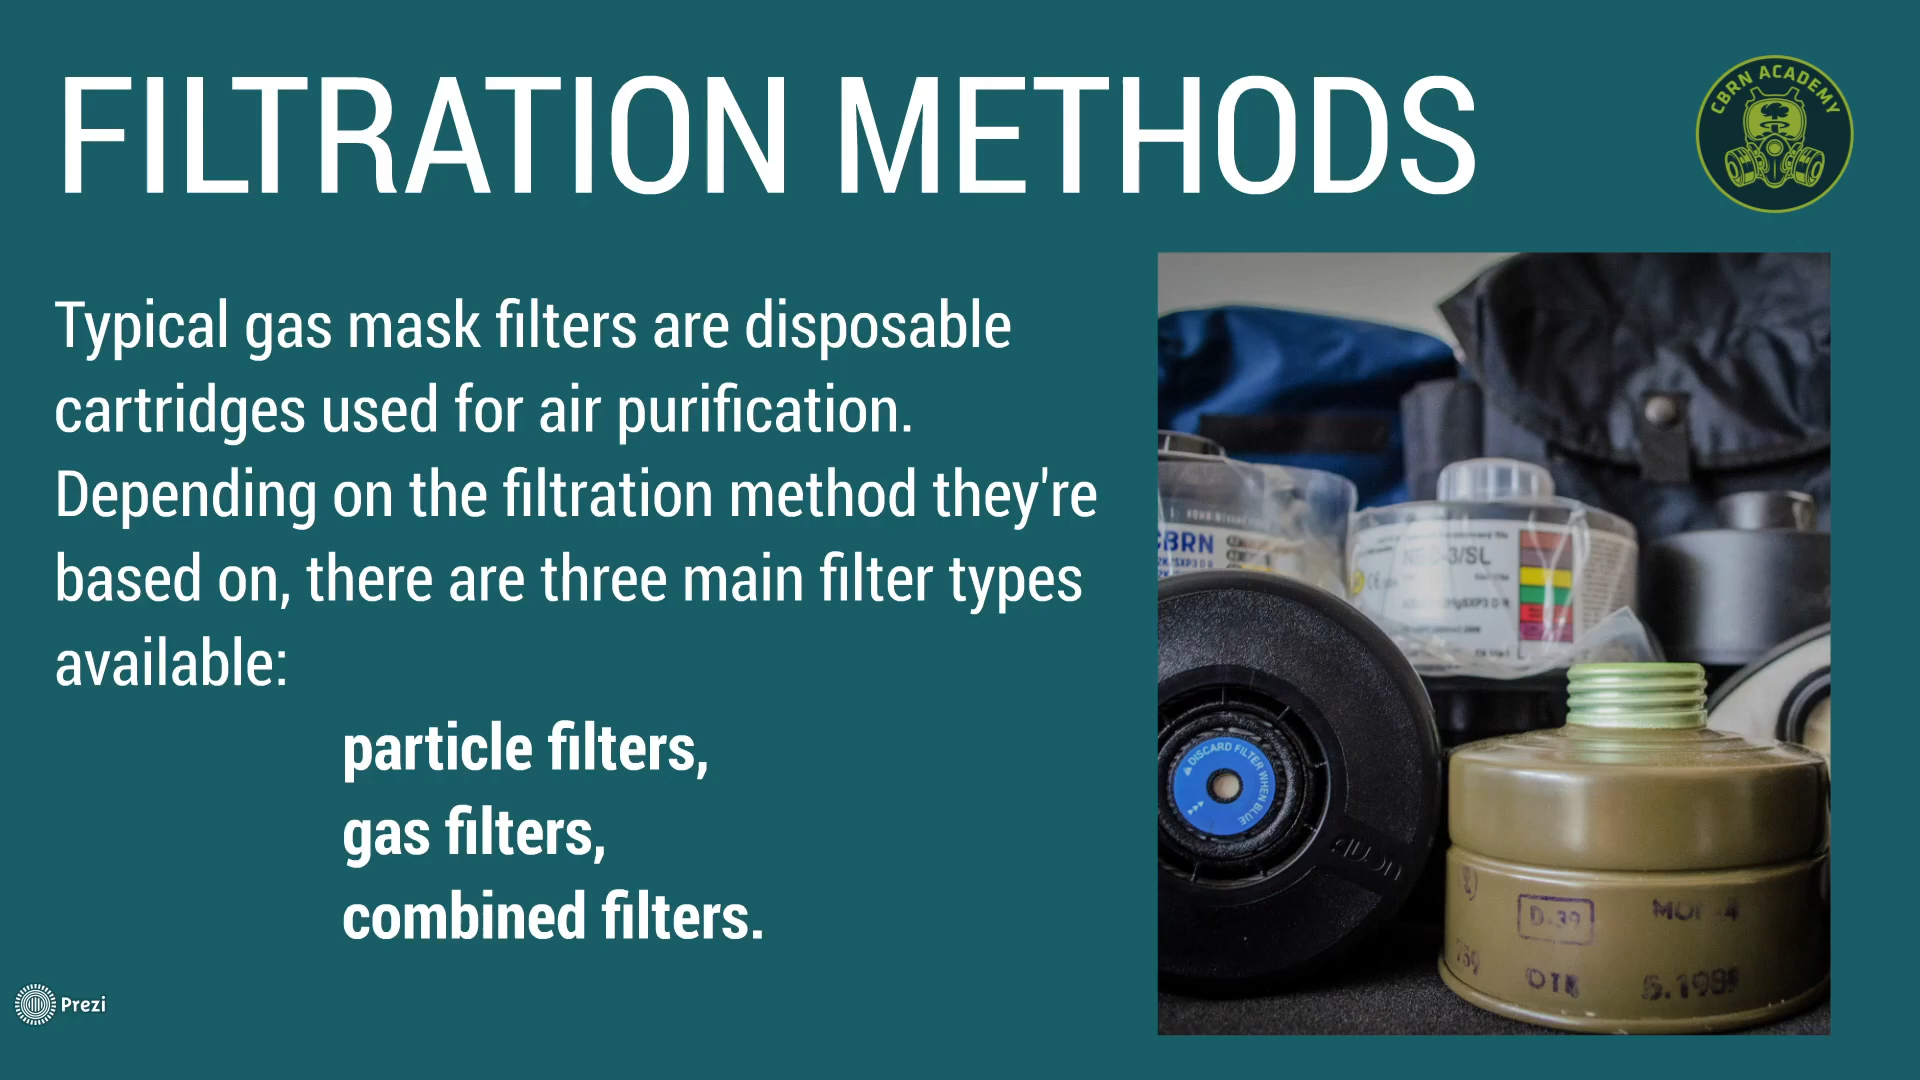 FILTRATION METHODS
CBRN ACADEMY
Typical gas mask filters are disposable
cartridges used for air purification.
Depending on the filtration method they're
based on, there are three main filter types
available:
particle filters,
gas filters,
combined filters.
CBRN
-3/SL
DISCARD FILTER WHEN BLUE
D-39
ОТК
Prezi